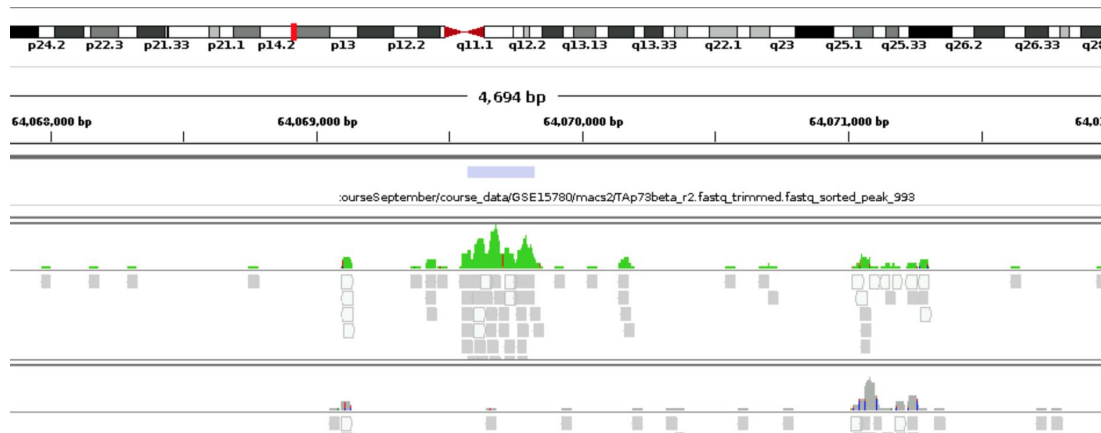 p24.2 p22.3 p21.33 p21.1 p14.2 p13 p12.2 q11.1 q12.2 q13.13 q13.33 q22.1 q23 q25.1 q25.33 q26.2 q26.33 q28
4,694 bp
64,068,000 bp 64,069,000 bp 64,070,000 bp 64,071,000 bp 64,0
:ourseSeptember/course_data/GSE15780/macs2/TAp73beta_r2.fastq_trimmed.fastq_sorted_peak_993